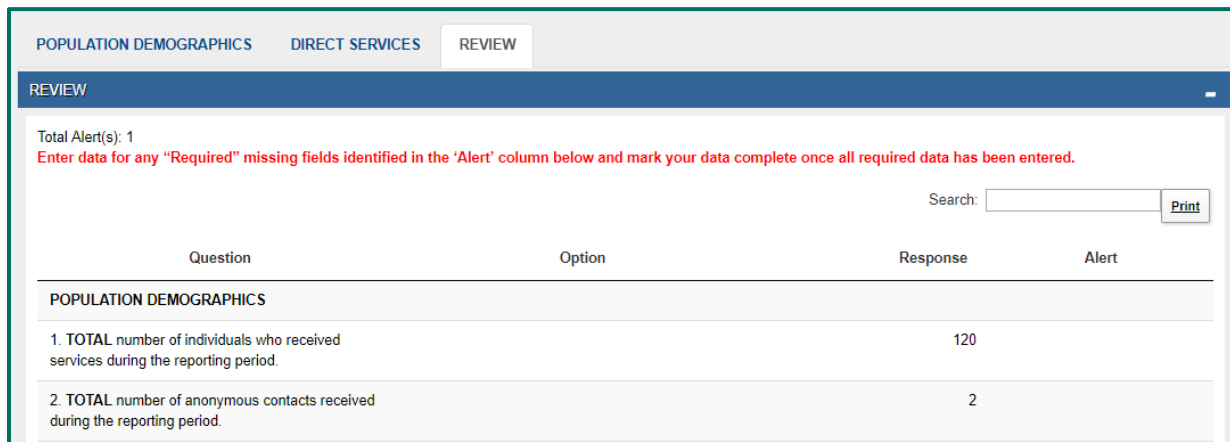 POPULATION DEMOGRAPHICS DIRECT SERVICES REVIEW
REVIEW
Total Alert(s): 1
Enter data for any “Required” missing fields identified in the ‘Alert’ column below and mark your data complete once all required data has been entered.
Search: Print
Question Option Response Alert
POPULATION DEMOGRAPHICS
1. TOTAL number of individuals who received 120
services during the reporting period.
2. TOTAL number of anonymous contacts received 2
during the reporting period.